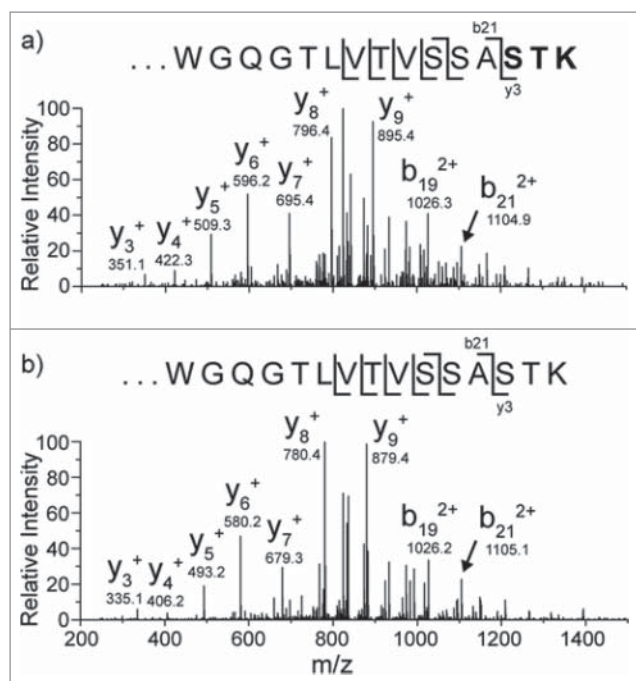 a)
b21
... W G Q G T L V T V S S A S T K
y3
Relative Intensity
100
80
60
40
20
0
y₃⁺
351.1
y₄⁺
422.3
y₅⁺
509.3
y₆⁺
596.2
y₇⁺
695.4
y₈⁺
796.4
y₉⁺
895.4
b₁₉²⁺
1026.3
b₂₁²⁺
1104.9
b)
b21
... W G Q G T L V T V S S A S T K
y3
Relative Intensity
100
80
60
40
20
0
y₃⁺
335.1
y₄⁺
406.2
y₅⁺
493.2
y₆⁺
580.2
y₇⁺
679.3
y₈⁺
780.4
y₉⁺
879.4
b₁₉²⁺
1026.2
b₂₁²⁺
1105.1
200 400 600 800 1000 1200 1400
m/z